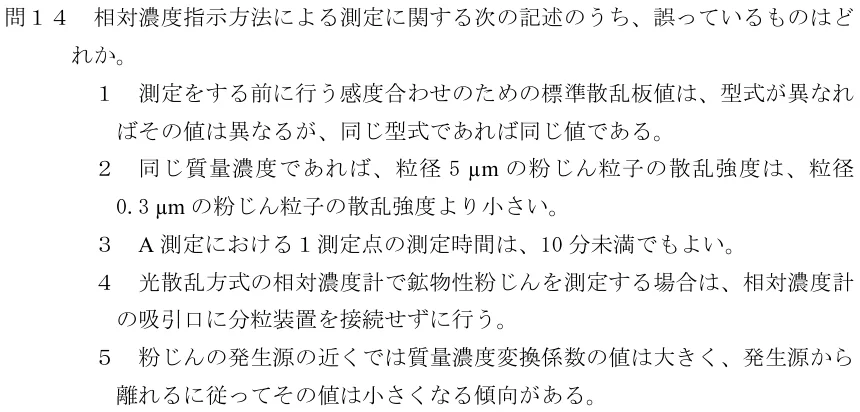 問１４　相対濃度指示方法による測定に関する次の記述のうち、誤っているものはど
れか。
１　測定をする前に行う感度合わせのための標準散乱板値は、型式が異なれ
ばその値は異なるが、同じ型式であれば同じ値である。
２　同じ質量濃度であれば、粒径 5 µm の粉じん粒子の散乱強度は、粒径
0.3 µm の粉じん粒子の散乱強度より小さい。
３　A 測定における１測定点の測定時間は、10 分未満でもよい。
４　光散乱方式の相対濃度計で鉱物性粉じんを測定する場合は、相対濃度計
の吸引口に分粒装置を接続せずに行う。
５　粉じんの発生源の近くでは質量濃度変換係数の値は大きく、発生源から
離れるに従ってその値は小さくなる傾向がある。